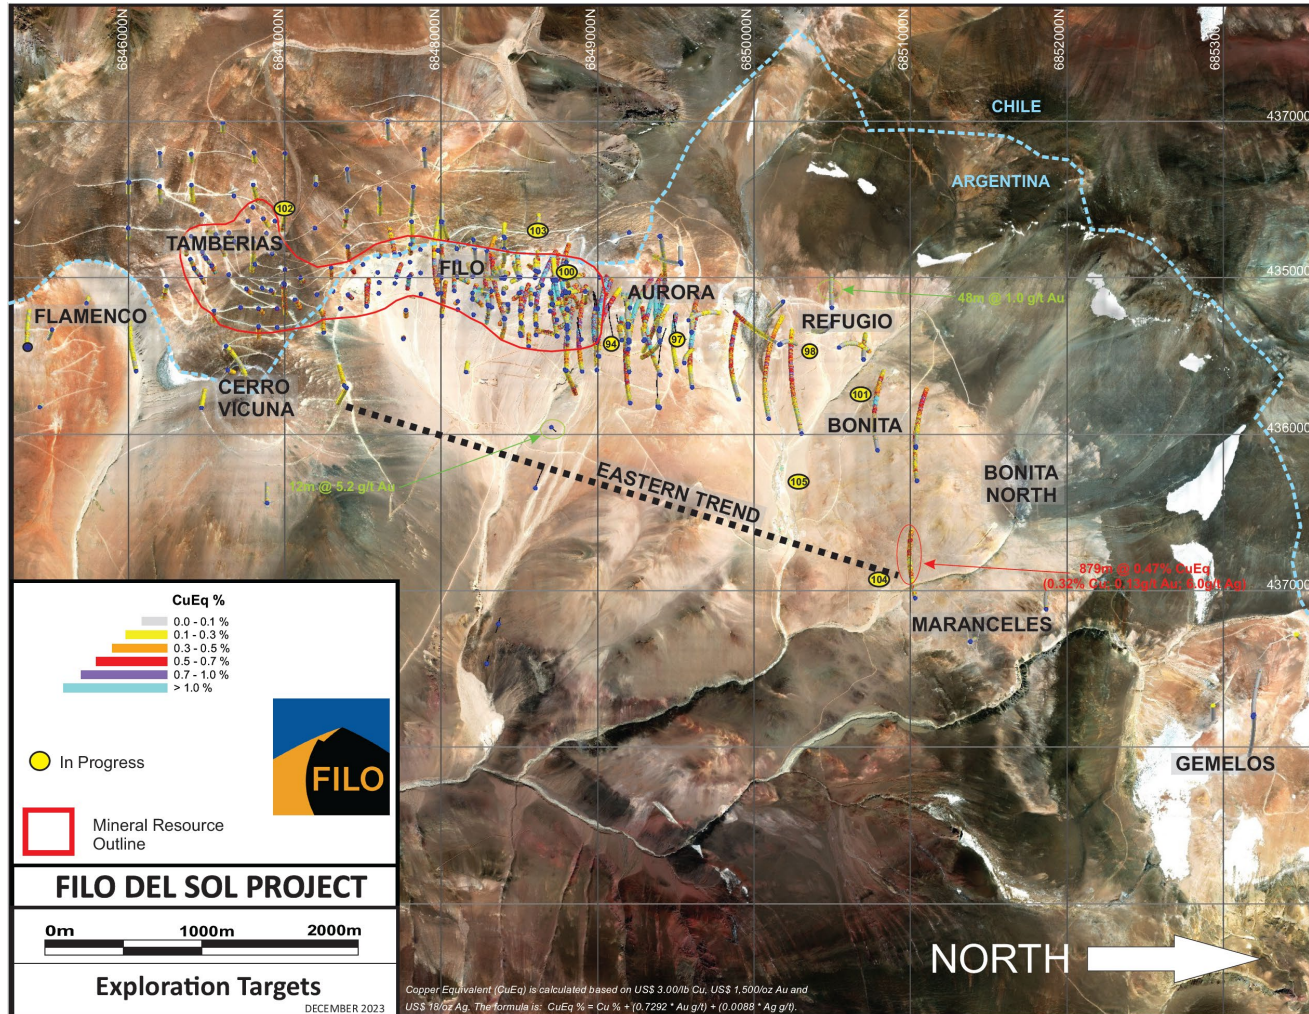 6846000N
6847000N
6848000N
6849000N
6850000N
6851000N
6852000N
6853000
CHILE
437000
ARGENTINA
102
TAMBERIAS
103
FILO
100
435000
AURORA
48m @ 1.0 g/t Au
FLAMENCO
REFUGIO
94
97
98
CERRO
VICUNA
101
BONITA
436000
EASTERN TREND
BONITA
NORTH
105
2m @ 5.2 g/t Au
104
879m @ 0.47% CuEq
(0.32% Cu, 0.13g/t Au,
g/t Ag)
437000
MARANCELES
GEMELOS
CuEq %
0.0 - 0.1 %
0.1 - 0.3 %
0.3 - 0.5 %
0.5 - 0.7 %
0.7 - 1.0 %
> 1.0 %
In Progress
FILO
Mineral Resource
Outline
FILO DEL SOL PROJECT
0m 1000m 2000m
Exploration Targets
DECEMBER 2023
NORTH
Copper Equivalent (CuEq) is calculated based on US$ 3.00/lb Cu, US$ 1,500/oz Au and
US$ 18/oz Ag. The formula is: CuEq % = Cu % + (0.7292 * Au g/t) + (0.0088 * Ag g/t).